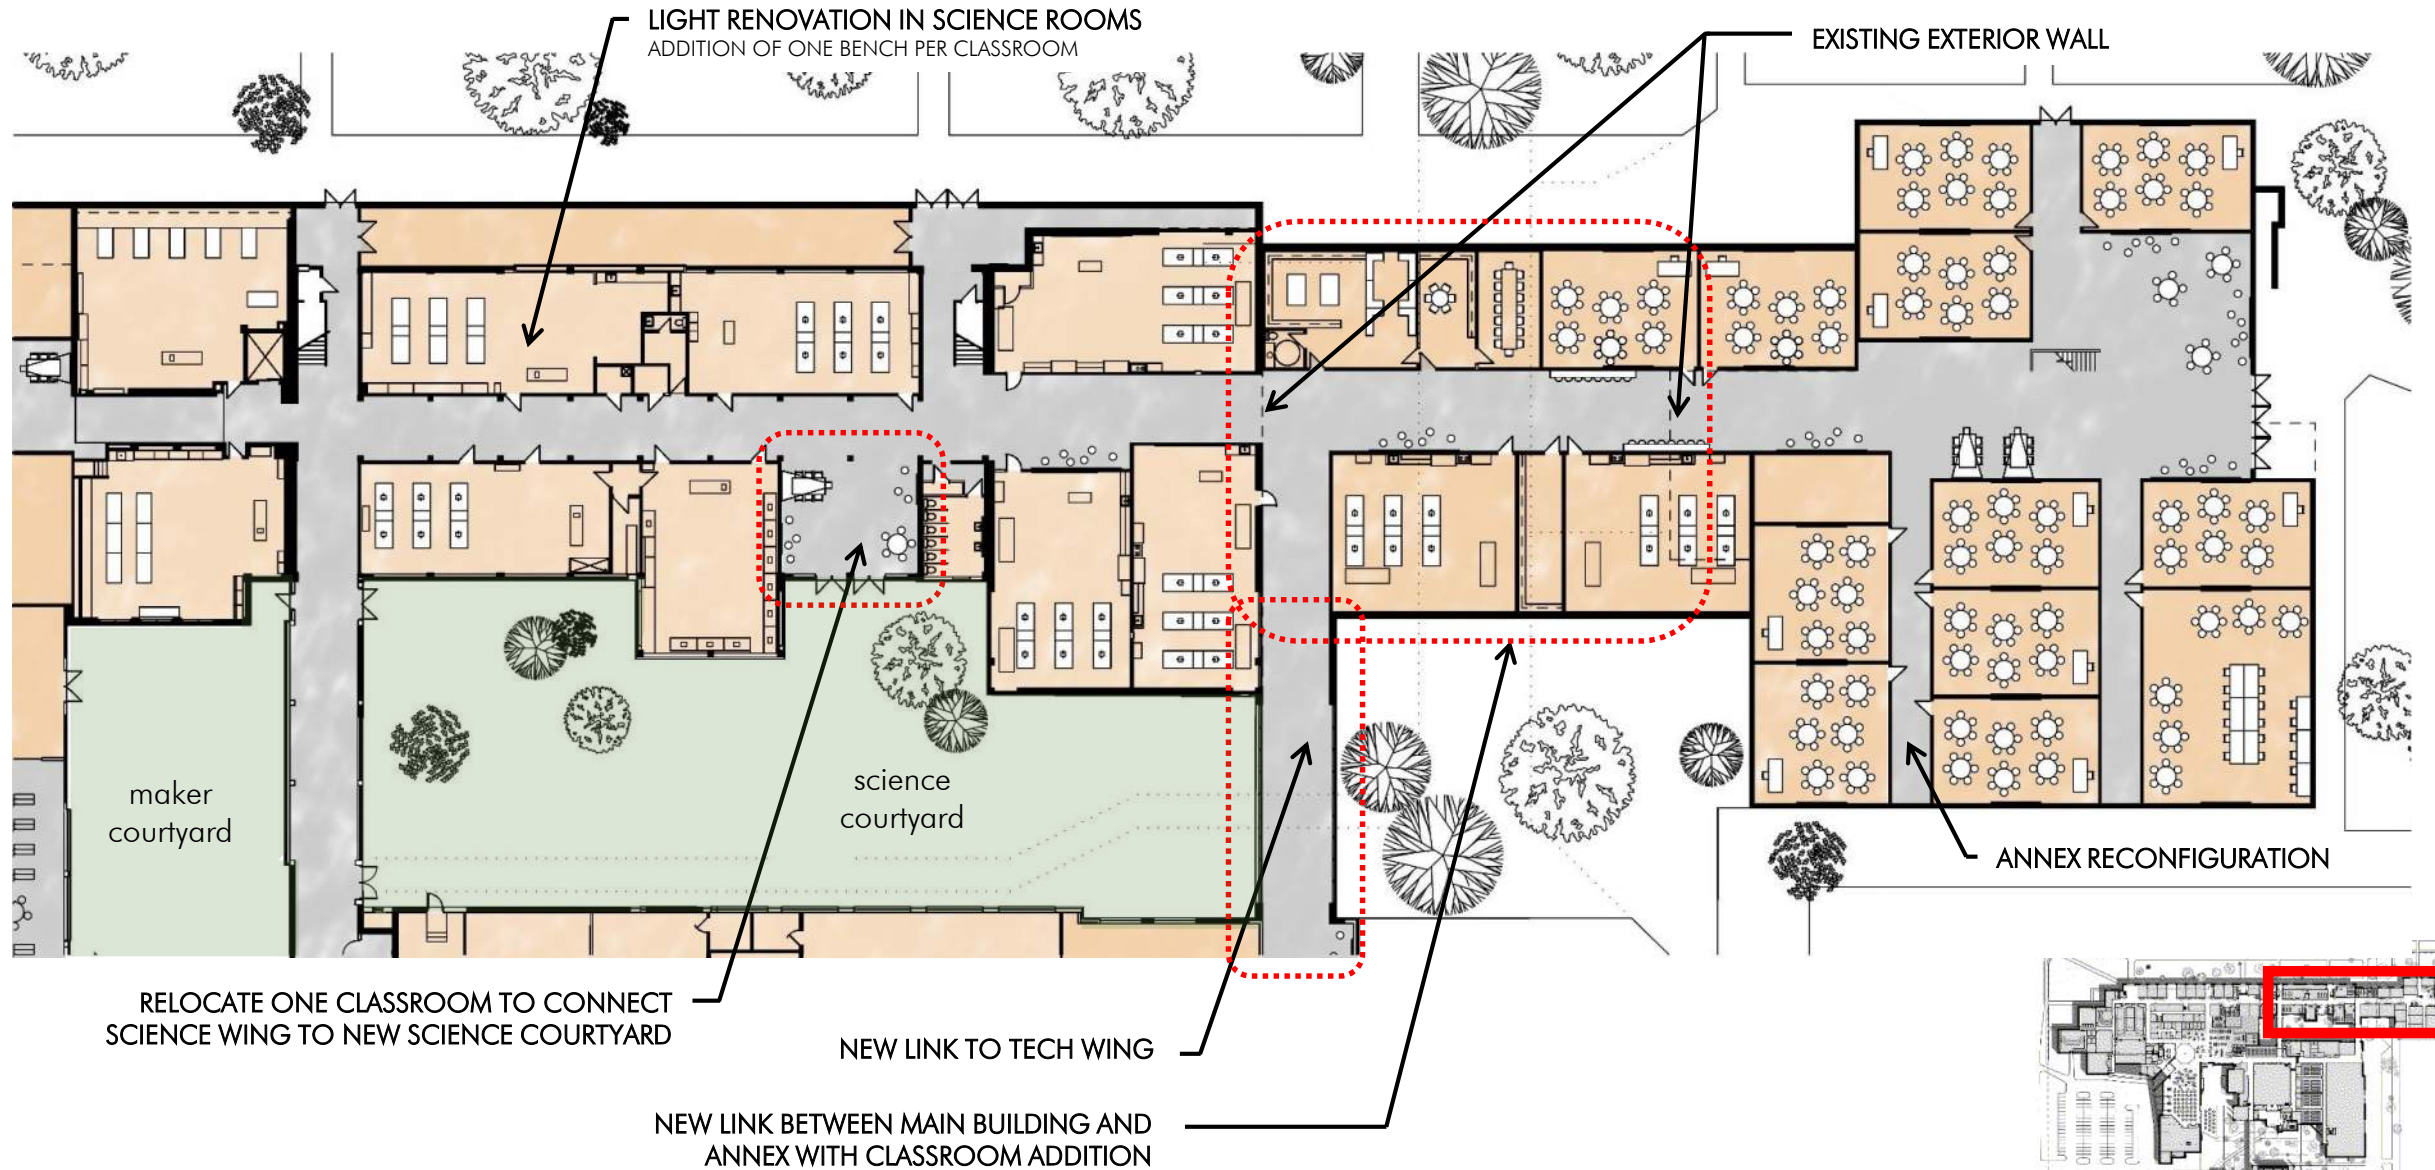 LIGHT RENOVATION IN SCIENCE ROOMS
ADDITION OF ONE BENCH PER CLASSROOM
EXISTING EXTERIOR WALL
maker
courtyard
science
courtyard
ANNEX RECONFIGURATION
RELOCATE ONE CLASSROOM TO CONNECT
SCIENCE WING TO NEW SCIENCE COURTYARD
NEW LINK TO TECH WING
NEW LINK BETWEEN MAIN BUILDING AND
ANNEX WITH CLASSROOM ADDITION